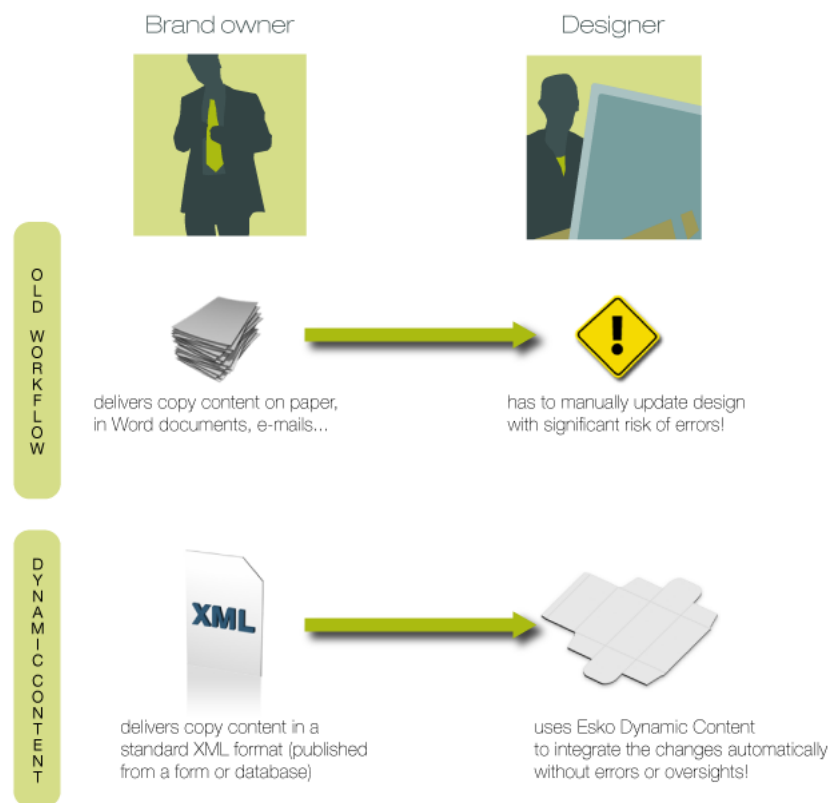 Brand owner
Designer
OLD WORKFLOW
delivers copy content on paper,
in Word documents, e-mails...
has to manually update design
with significant risk of errors!
DYNAMIC CONTENT
XML
delivers copy content in a
standard XML format (published
from a form or database)
uses Esko Dynamic Content
to integrate the changes automatically
without errors or oversights!